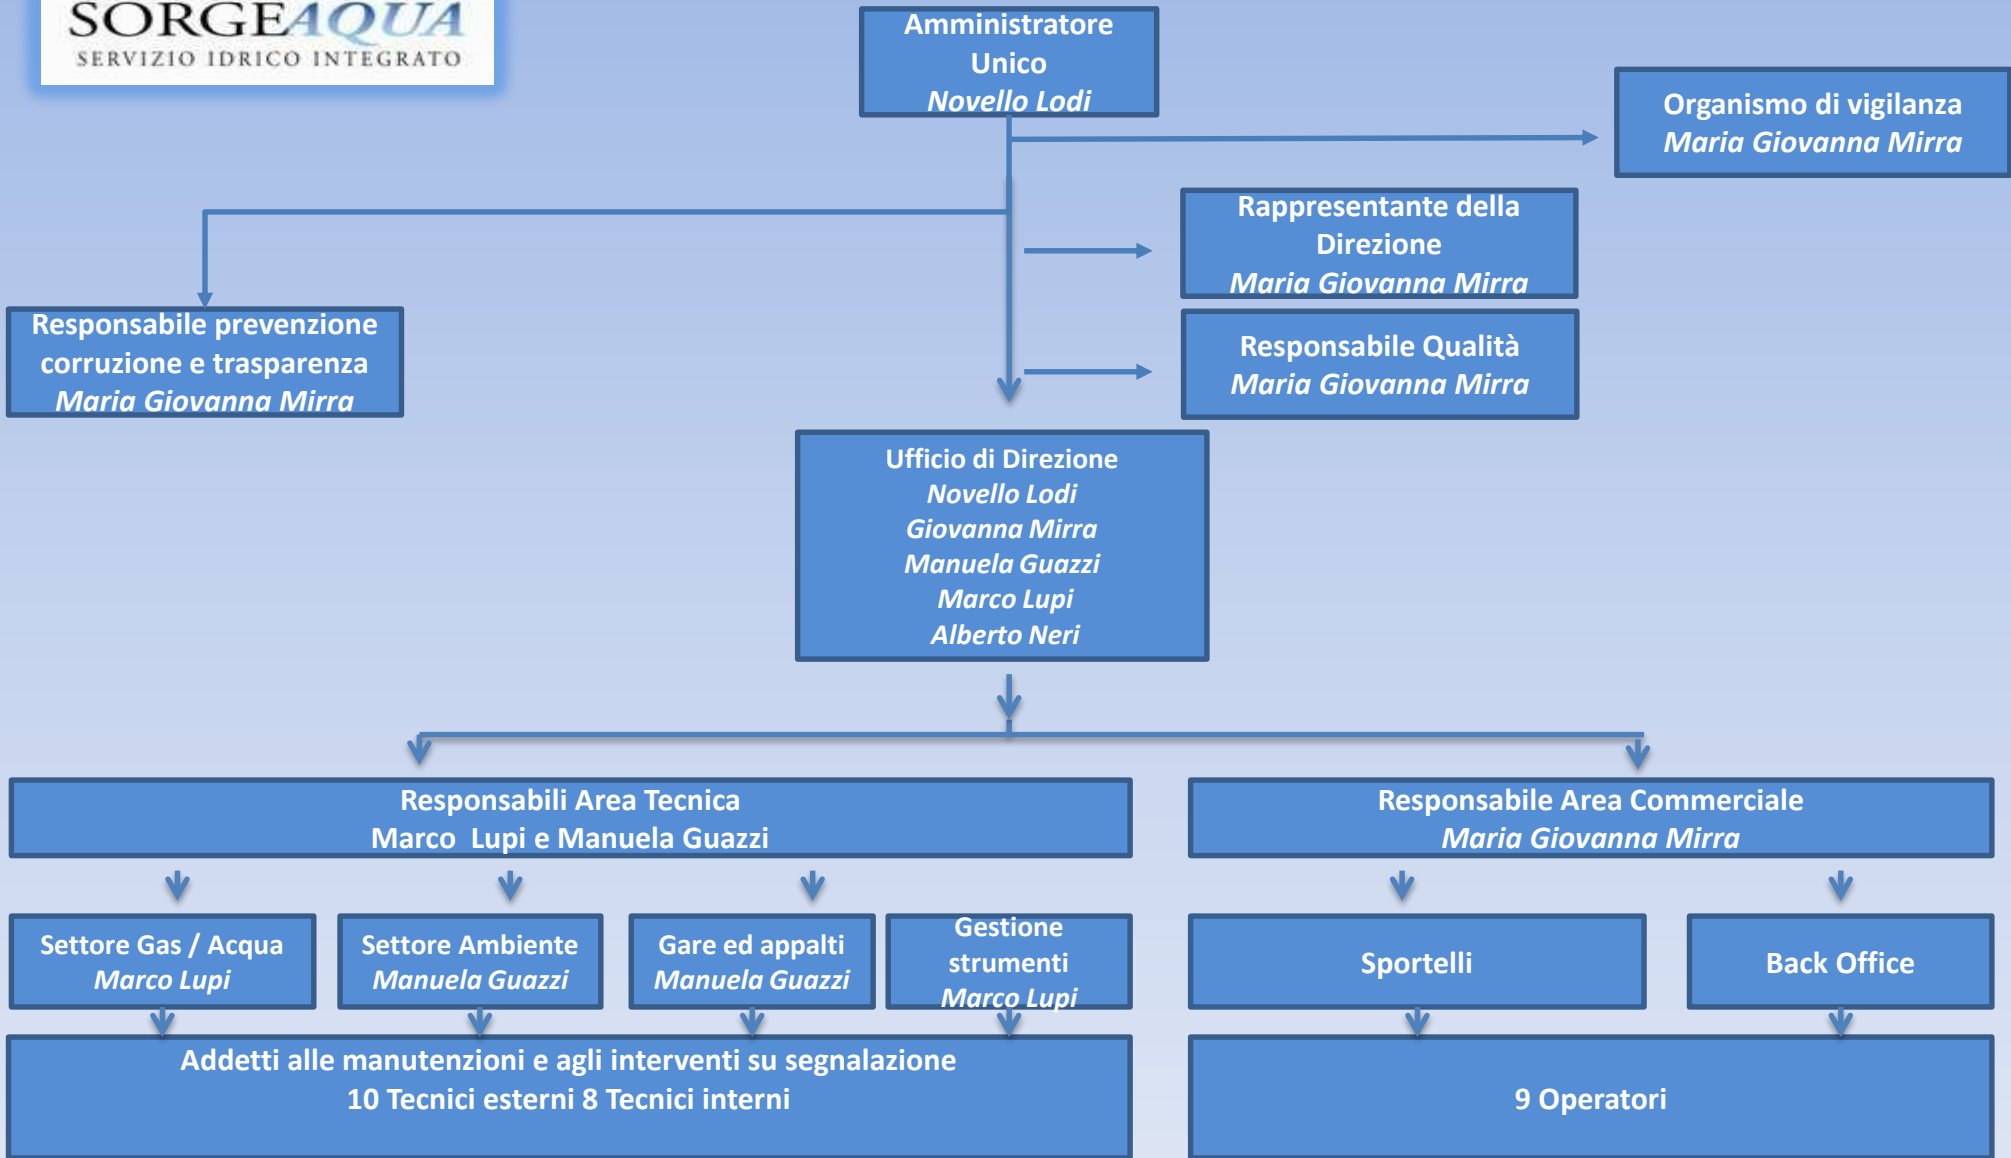 SORGEAQUA
SERVIZIO IDRICO INTEGRATO
Amministratore
Unico
Novello Lodi
Organismo di vigilanza
Maria Giovanna Mirra
Rappresentante della
Direzione
Maria Giovanna Mirra
Responsabile prevenzione
corruzione e trasparenza
Maria Giovanna Mirra
Responsabile Qualità
Maria Giovanna Mirra
Ufficio di Direzione
Novello Lodi
Giovanna Mirra
Manuela Guazzi
Marco Lupi
Alberto Neri
Responsabili Area Tecnica
Marco Lupi e Manuela Guazzi
Responsabile Area Commerciale
Maria Giovanna Mirra
Settore Gas / Acqua
Marco Lupi
Settore Ambiente
Manuela Guazzi
Gare ed appalti
Manuela Guazzi
Gestione
strumenti
Marco Lupi
Sportelli
Back Office
Addetti alle manutenzioni e agli interventi su segnalazione
10 Tecnici esterni 8 Tecnici interni
9 Operatori